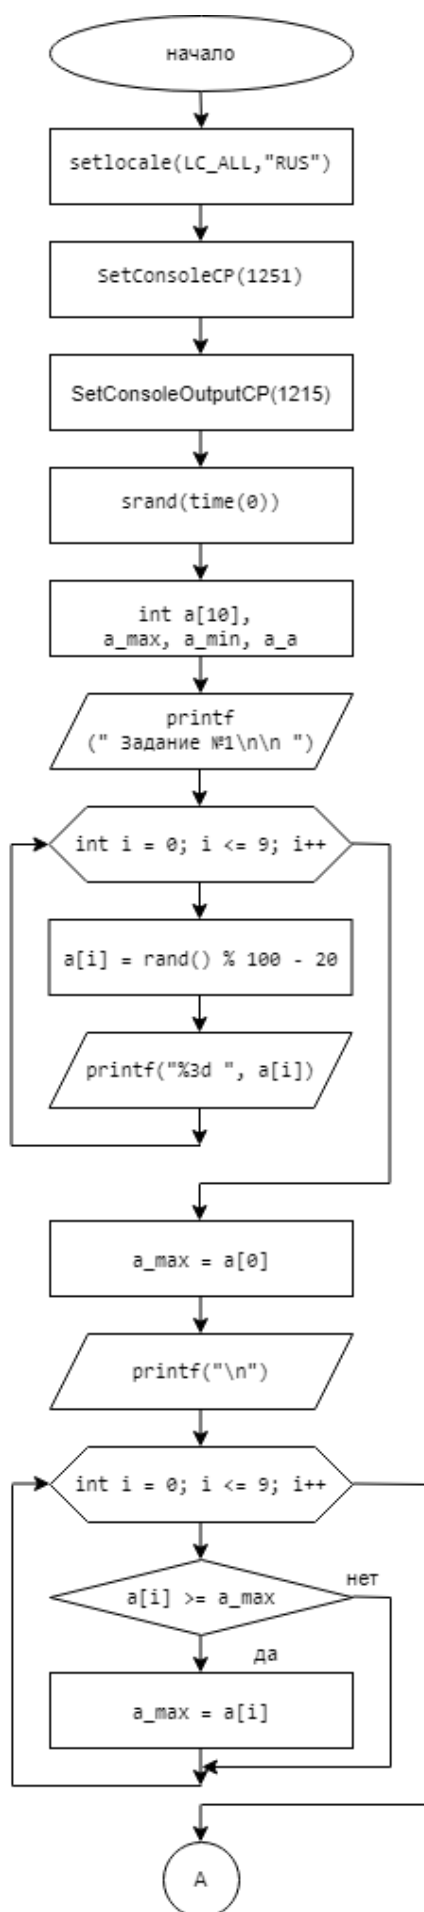 начало
setlocale(LC_ALL,"RUS")
SetConsoleCP(1251)
SetConsoleOutputCP(1215)
srand(time(0))
int a[10],
a_max, a_min, a_a
printf
(" Задание №1\n\n ")
int i = 0; i <= 9; i++
a[i] = rand() % 100 - 20
printf("%3d ", a[i])
a_max = a[0]
printf("\n")
int i = 0; i <= 9; i++
a[i] >= a_max
нет
да
a_max = a[i]
A